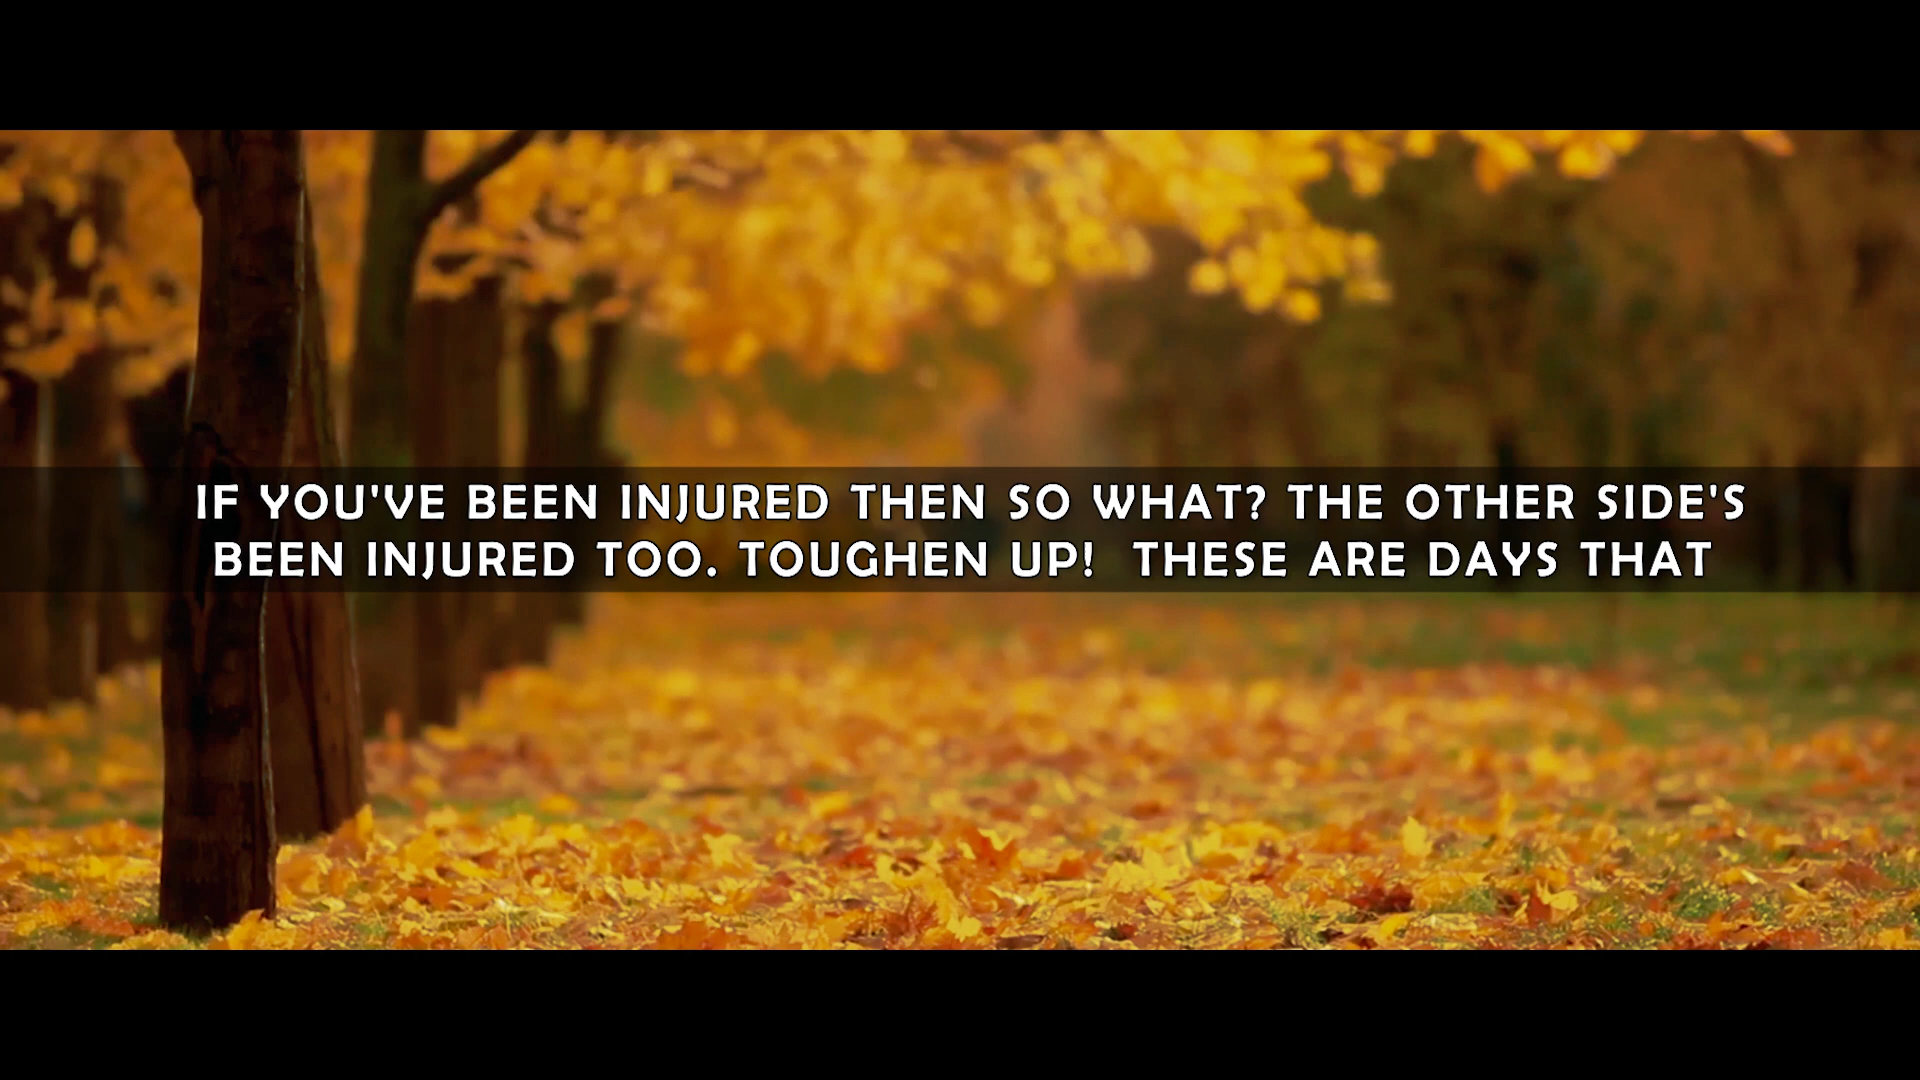 IF YOU'VE BEEN INJURED THEN SO WHAT? THE OTHER SIDE'S
BEEN INJURED TOO. TOUGHEN UP!  THESE ARE DAYS THAT